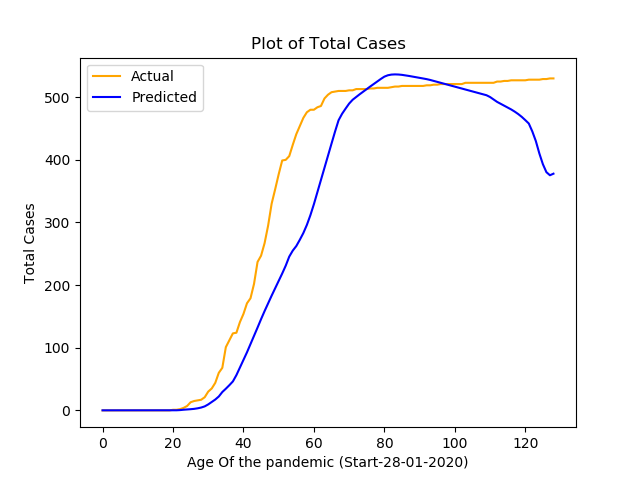 Plot of Total Cases
Actual
Predicted
Total Cases
500
400
300
200
100
0
0 20 40 60 80 100 120
Age Of the pandemic (Start-28-01-2020)